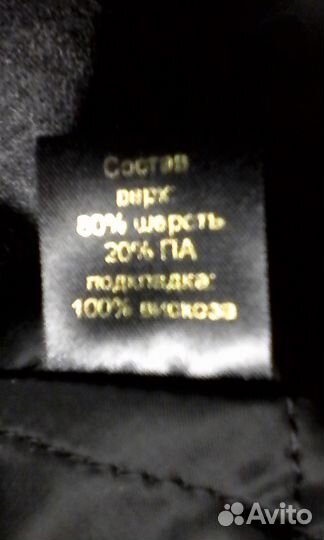 Состав
верх:
80% шерсть
20% ПА
подкладка:
100% вискоза
Avito